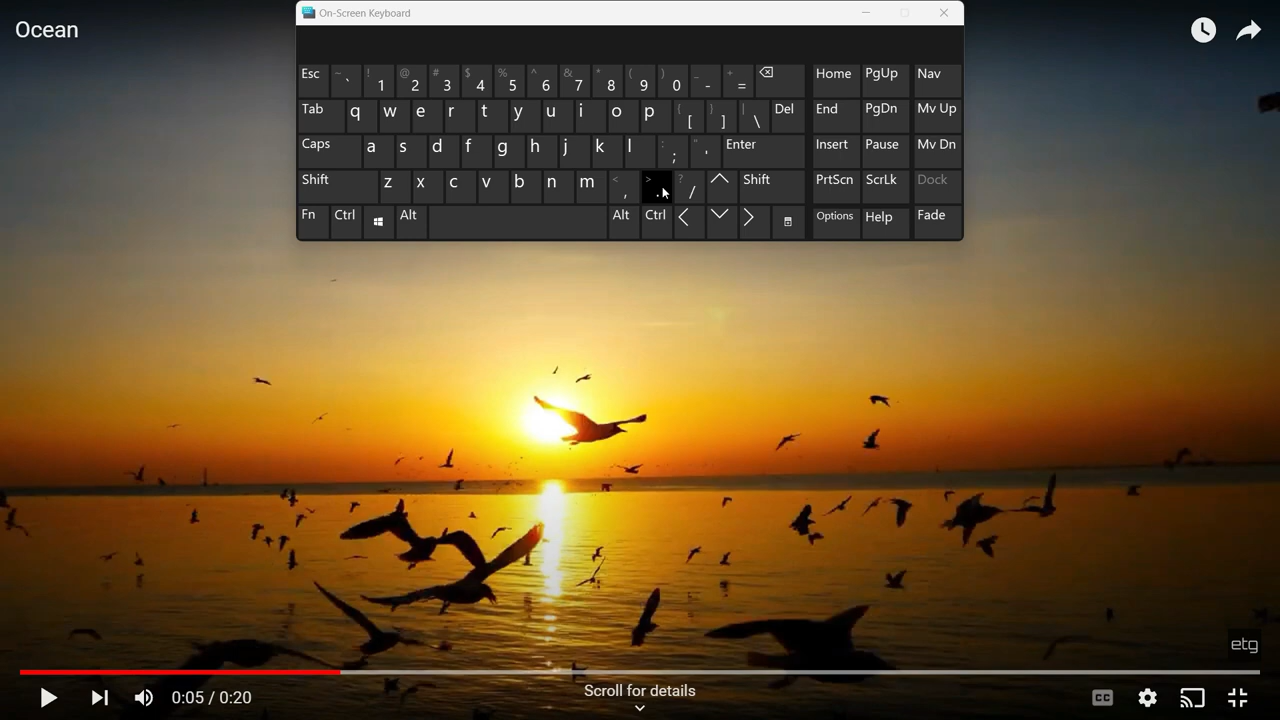 On-Screen Keyboard
Ocean
Esc ~ ` ! 1 @ 2 # 3 $ 4 % 5 ^ 6 & 7 * 8 ( 9 ) 0 _ - + = Home PgUp Nav
Tab q w e r t y u i o p { [ } ] | \ Del End PgDn Mv Up
Caps a s d f g h j k l : ; " ' Enter Insert Pause Mv Dn
Shift z x c v b n m < , > . ? / Shift PrtScn ScrLk Dock
Fn Ctrl Alt Alt Ctrl Options Help Fade
etg
0:05 / 0:20
Scroll for details
CC